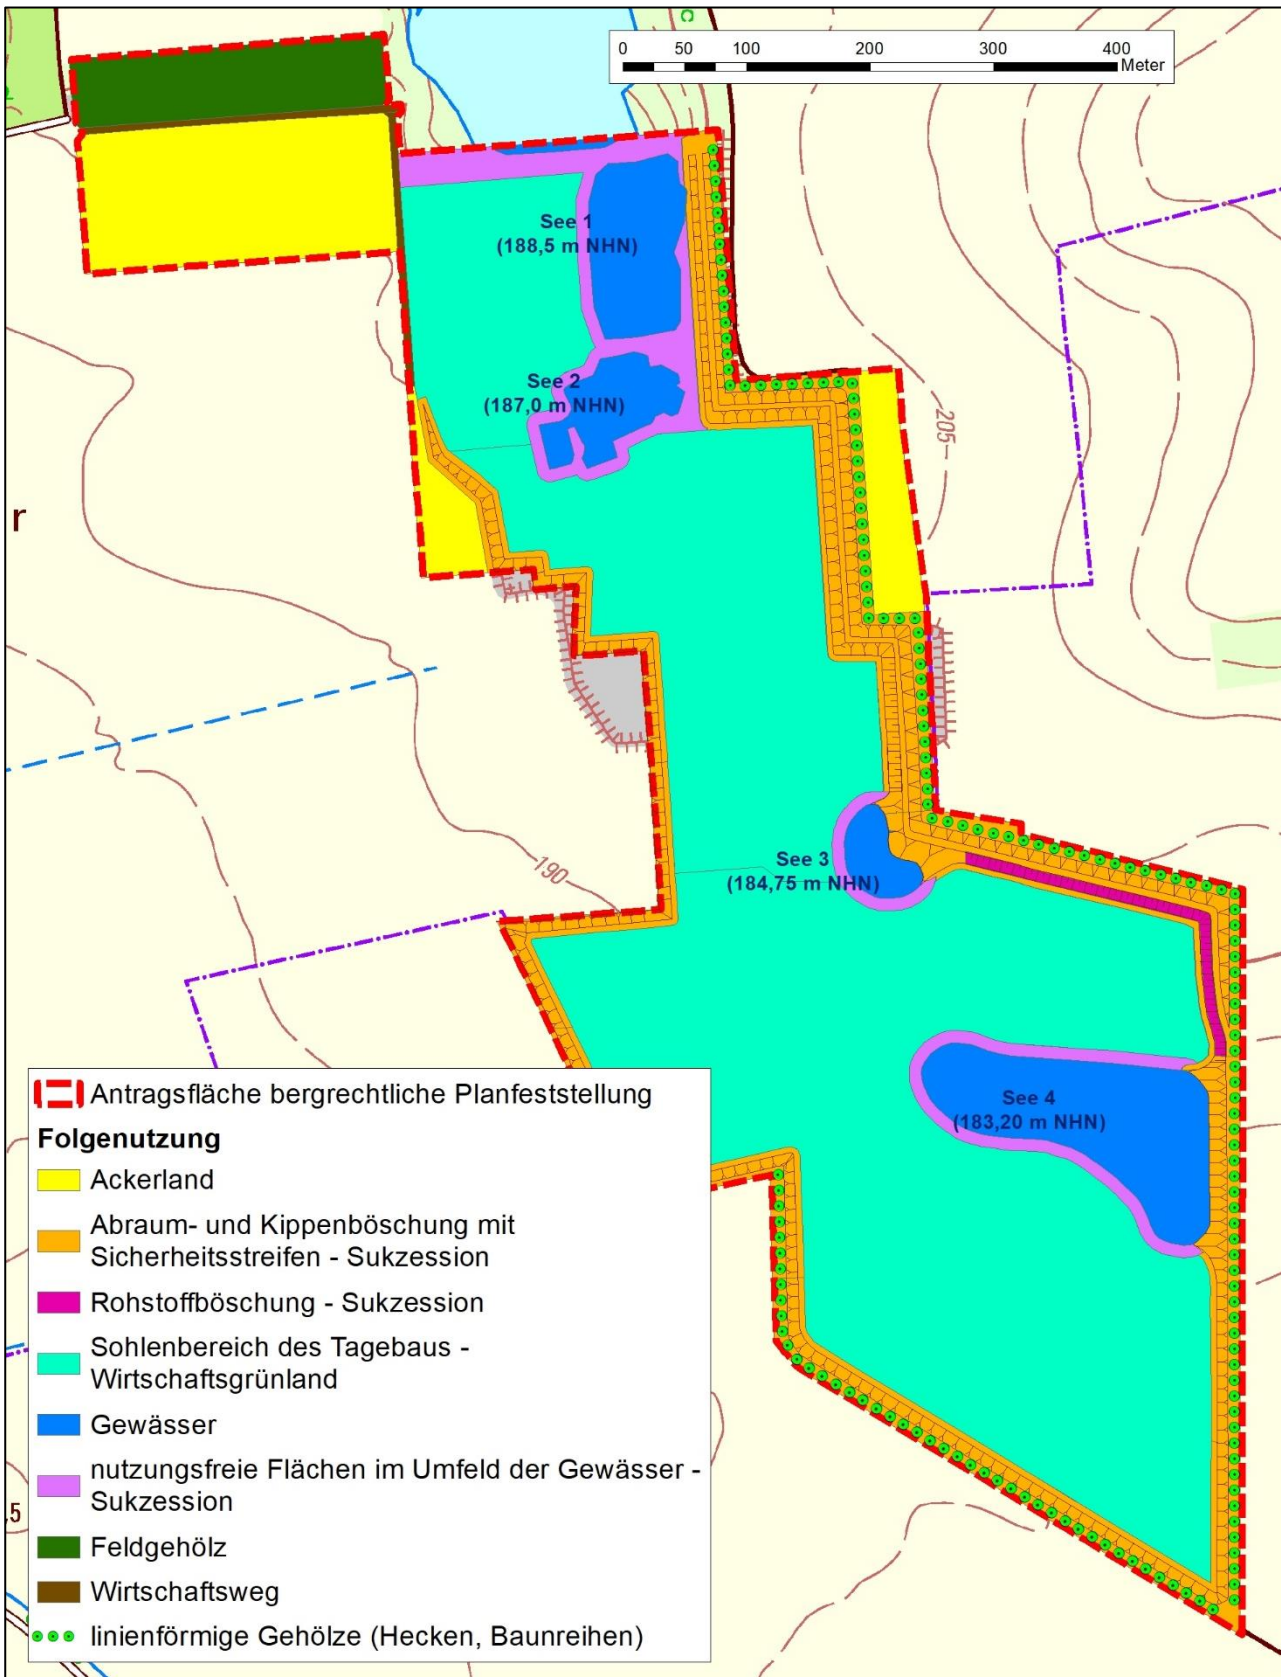 0 50 100 200 300 400
Meter
See 1
(188,5 m NHN)
See 2
(187,0 m NHN)
205
r
See 3
(184,75 m NHN)
190
See 4
(183,20 m NHN)
Antragsfläche bergrechtliche Planfeststellung
Folgenutzung
Ackerland
Abraum- und Kippenböschung mit
Sicherheitsstreifen - Sukzession
Rohstoffböschung - Sukzession
Sohlenbereich des Tagebaus -
Wirtschaftsgrünland
Gewässer
nutzungsfreie Flächen im Umfeld der Gewässer -
Sukzession
,5
Feldgehölz
Wirtschaftsweg
linienförmige Gehölze (Hecken, Baunreihen)